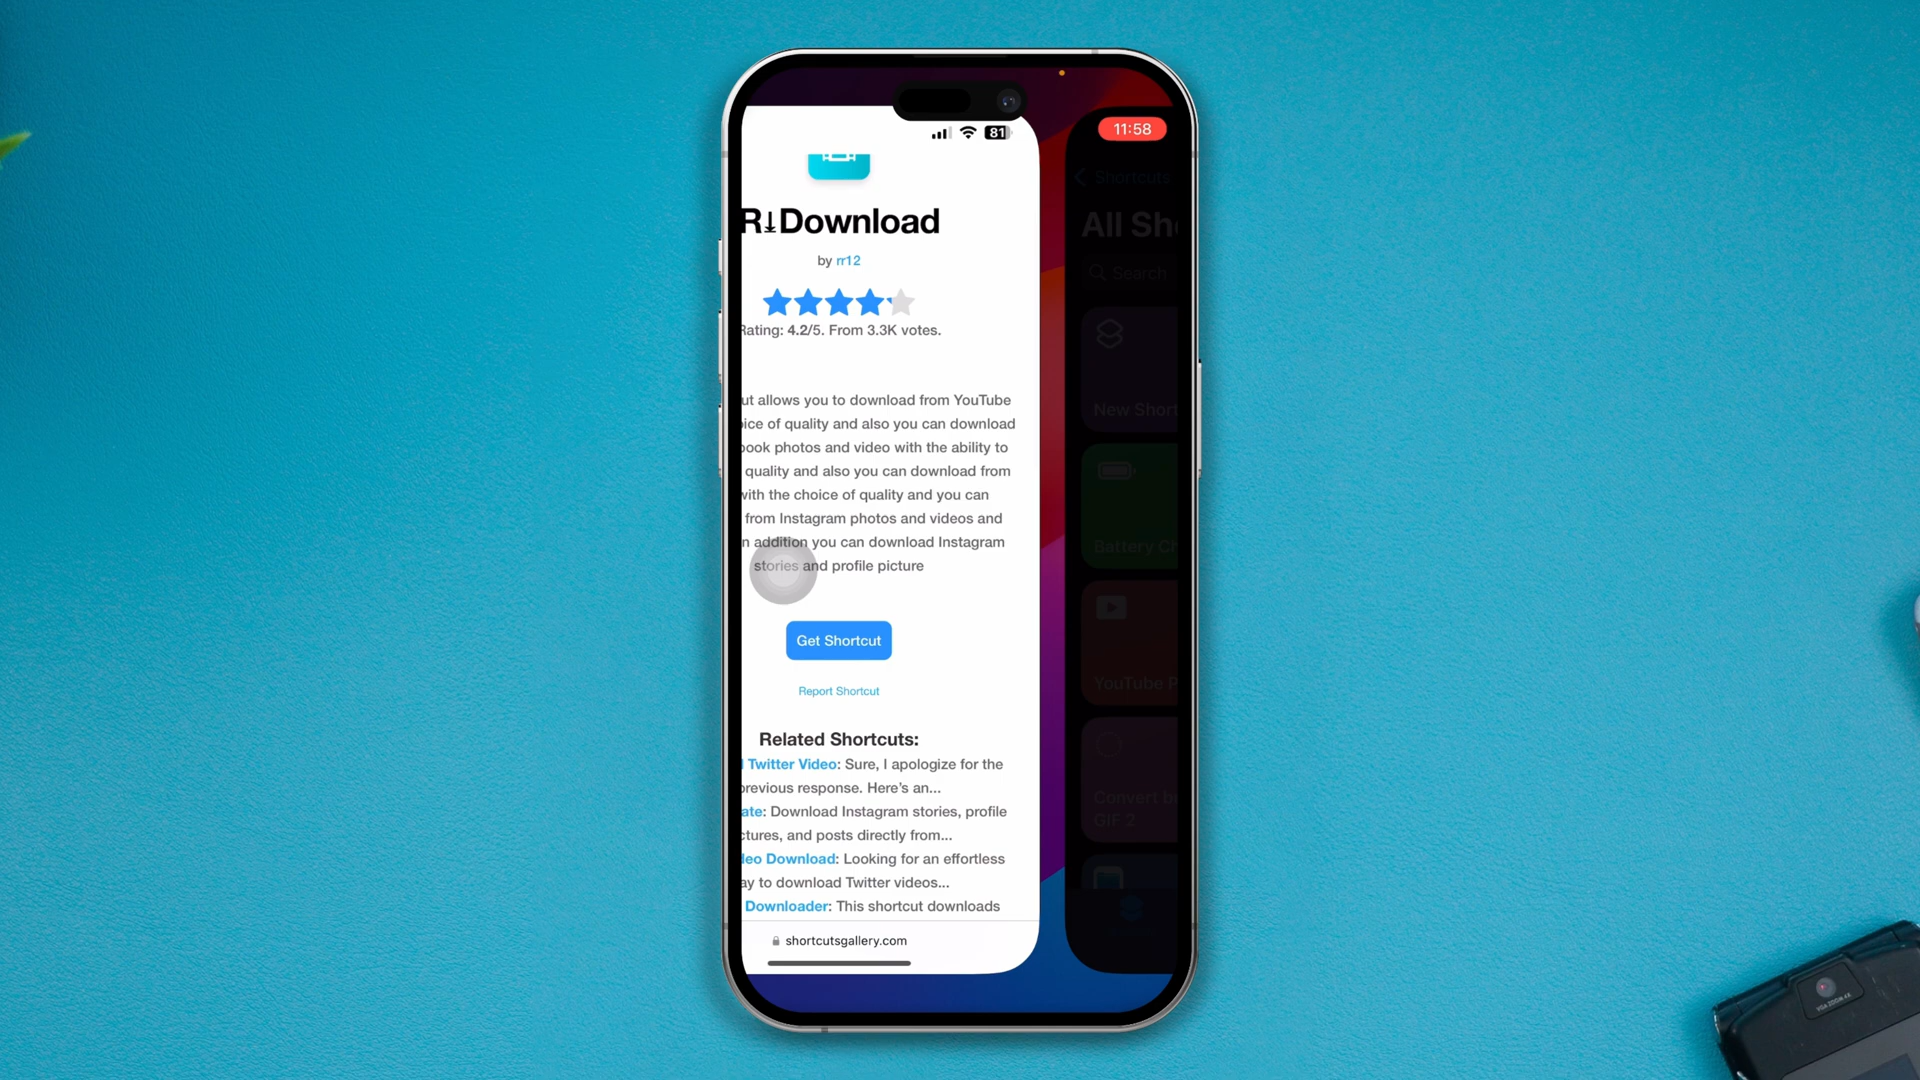 81
11:58
R⤓Download
by rr12
Rating: 4.2/5. From 3.3K votes.
ut allows you to download from YouTube
ice of quality and also you can download
ook photos and video with the ability to
quality and also you can download from
with the choice of quality and you can
from Instagram photos and videos and
n addition you can download Instagram
stories and profile picture
Get Shortcut
Report Shortcut
Related Shortcuts:
Twitter Video: Sure, I apologize for the
previous response. Here's an...
ate: Download Instagram stories, profile
ctures, and posts directly from...
deo Download: Looking for an effortless
ay to download Twitter videos...
Downloader: This shortcut downloads
shortcutsgallery.com
Shortcuts
All Sh
Search
New Short
Battery Ch
YouTube P
Convert b
GIF 2